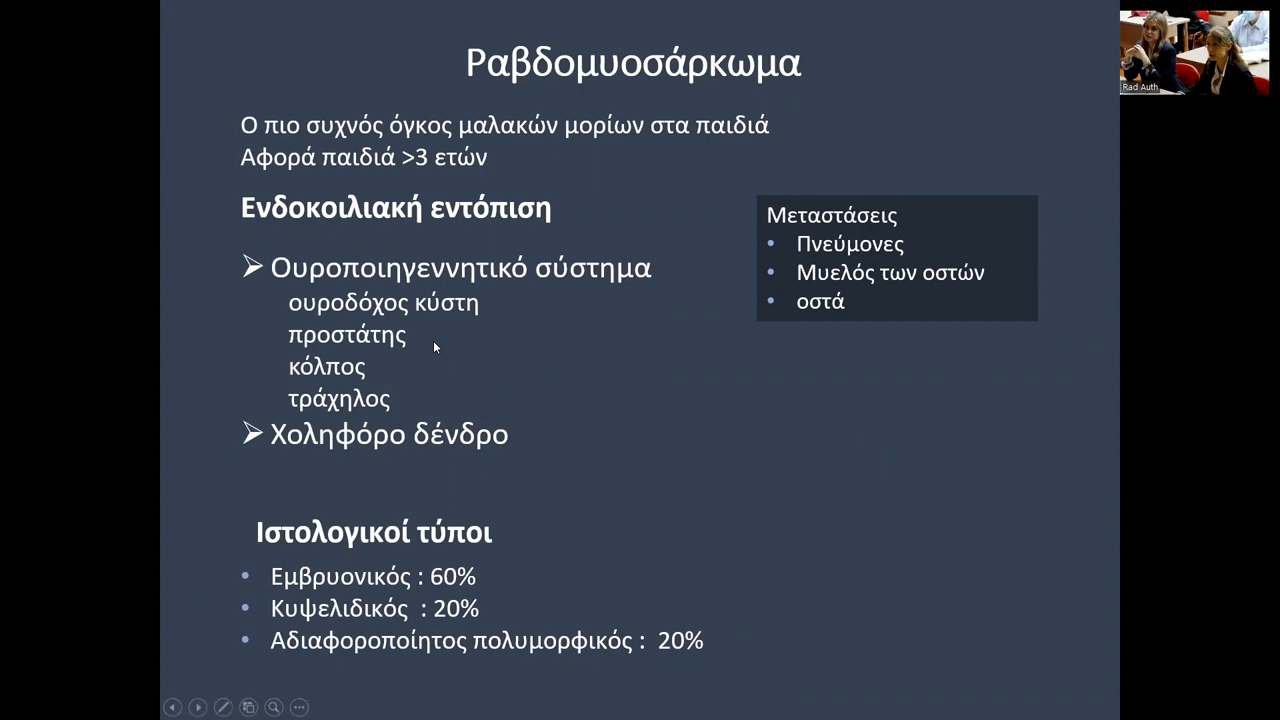 Ραβδομυοσάρκωμα
Ο πιο συχνός όγκος μαλακών μορίων στα παιδιά
Αφορά παιδιά >3 ετών
Ενδοκοιλιακή εντόπιση
Ουροποιηγεννητικό σύστημα
ουροδόχος κύστη
προστάτης
κόλπος
τράχηλος
Χοληφόρο δένδρο
Μεταστάσεις
• Πνεύμονες
• Μυελός των οστών
• οστά
Ιστολογικοί τύποι
• Εμβρυονικός : 60%
• Κυψελιδικός : 20%
• Αδιαφοροποίητος πολυμορφικός : 20%
Rad Auth